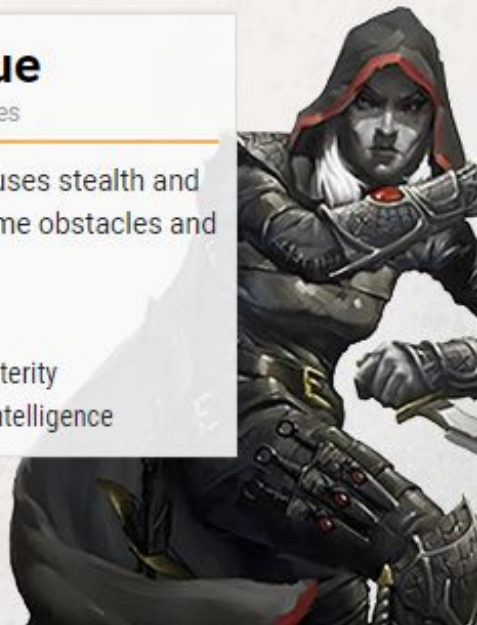 ue
es
uses stealth and
me obstacles and
terity
ntelligence